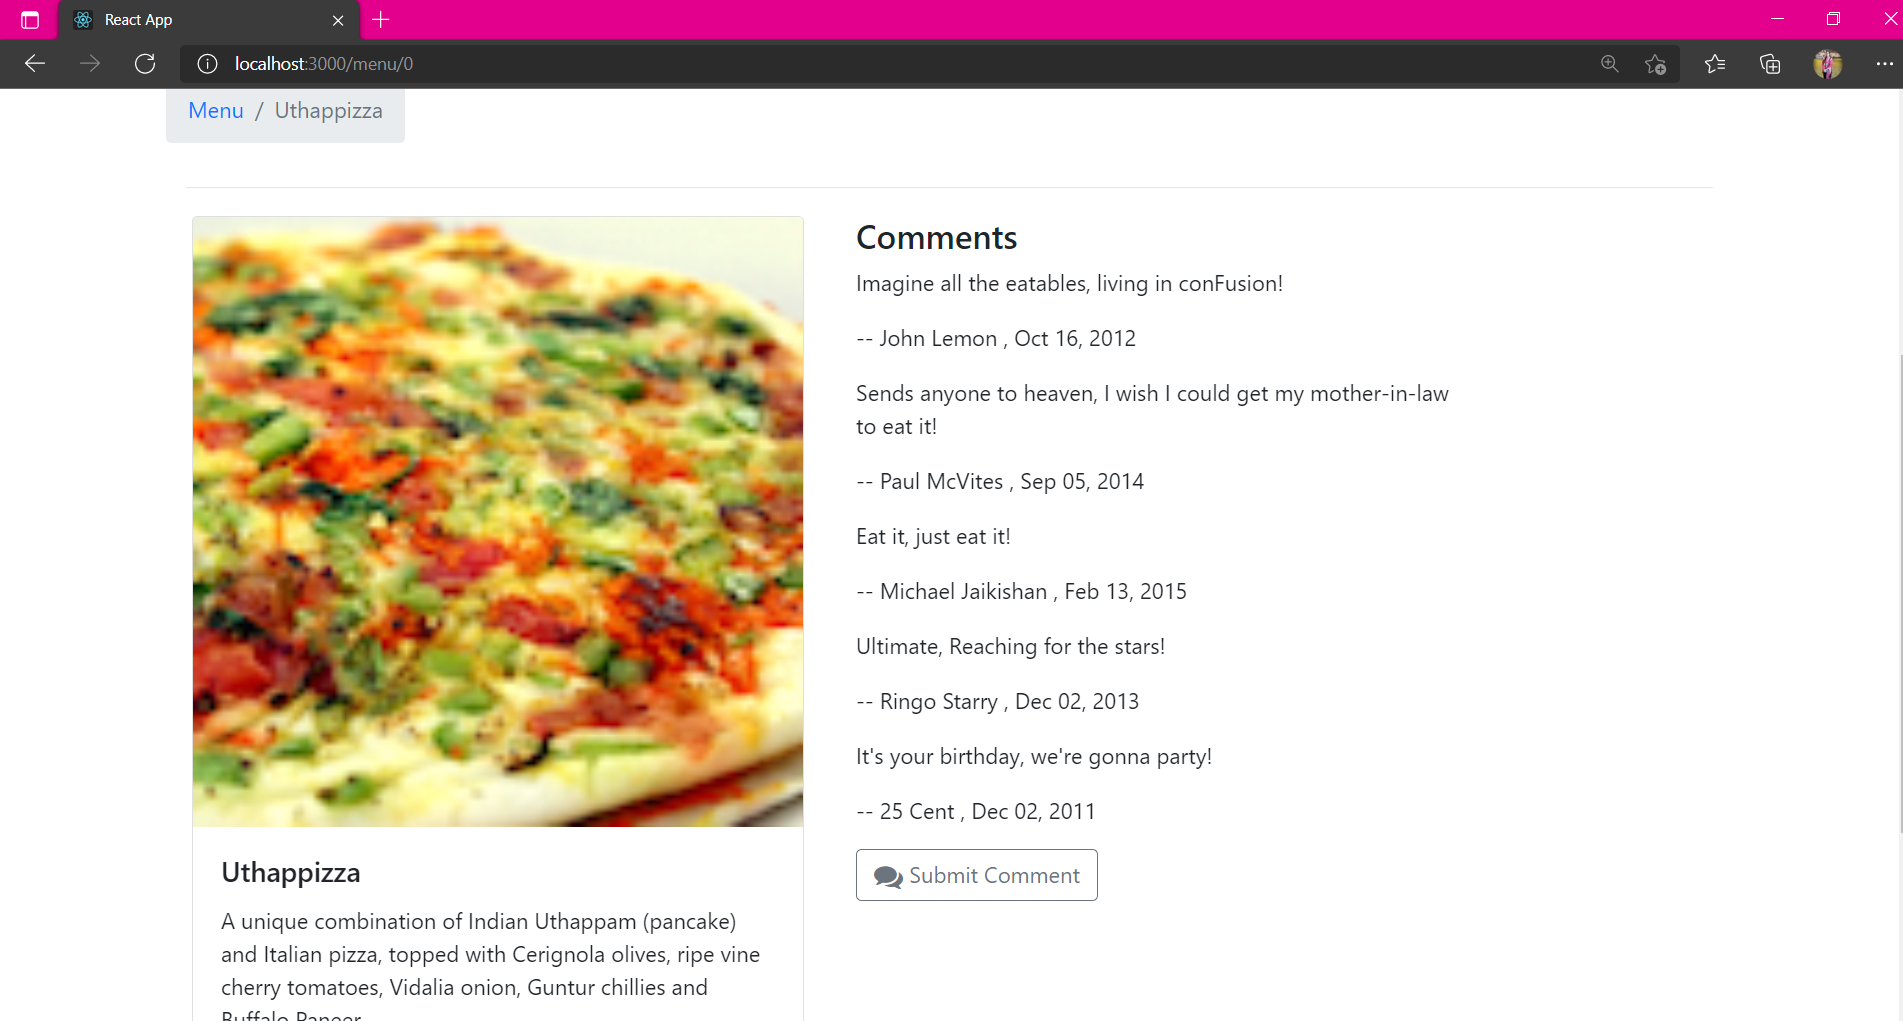 React App
localhost:3000/menu/0
Menu / Uthappizza
Comments
Imagine all the eatables, living in conFusion!
-- John Lemon , Oct 16, 2012
Sends anyone to heaven, I wish I could get my mother-in-law
to eat it!
-- Paul McVites , Sep 05, 2014
Eat it, just eat it!
-- Michael Jaikishan , Feb 13, 2015
Ultimate, Reaching for the stars!
-- Ringo Starry , Dec 02, 2013
It's your birthday, we're gonna party!
-- 25 Cent , Dec 02, 2011
Submit Comment
Uthappizza
A unique combination of Indian Uthappam (pancake)
and Italian pizza, topped with Cerignola olives, ripe vine
cherry tomatoes, Vidalia onion, Guntur chillies and
Buffalo Paneer.